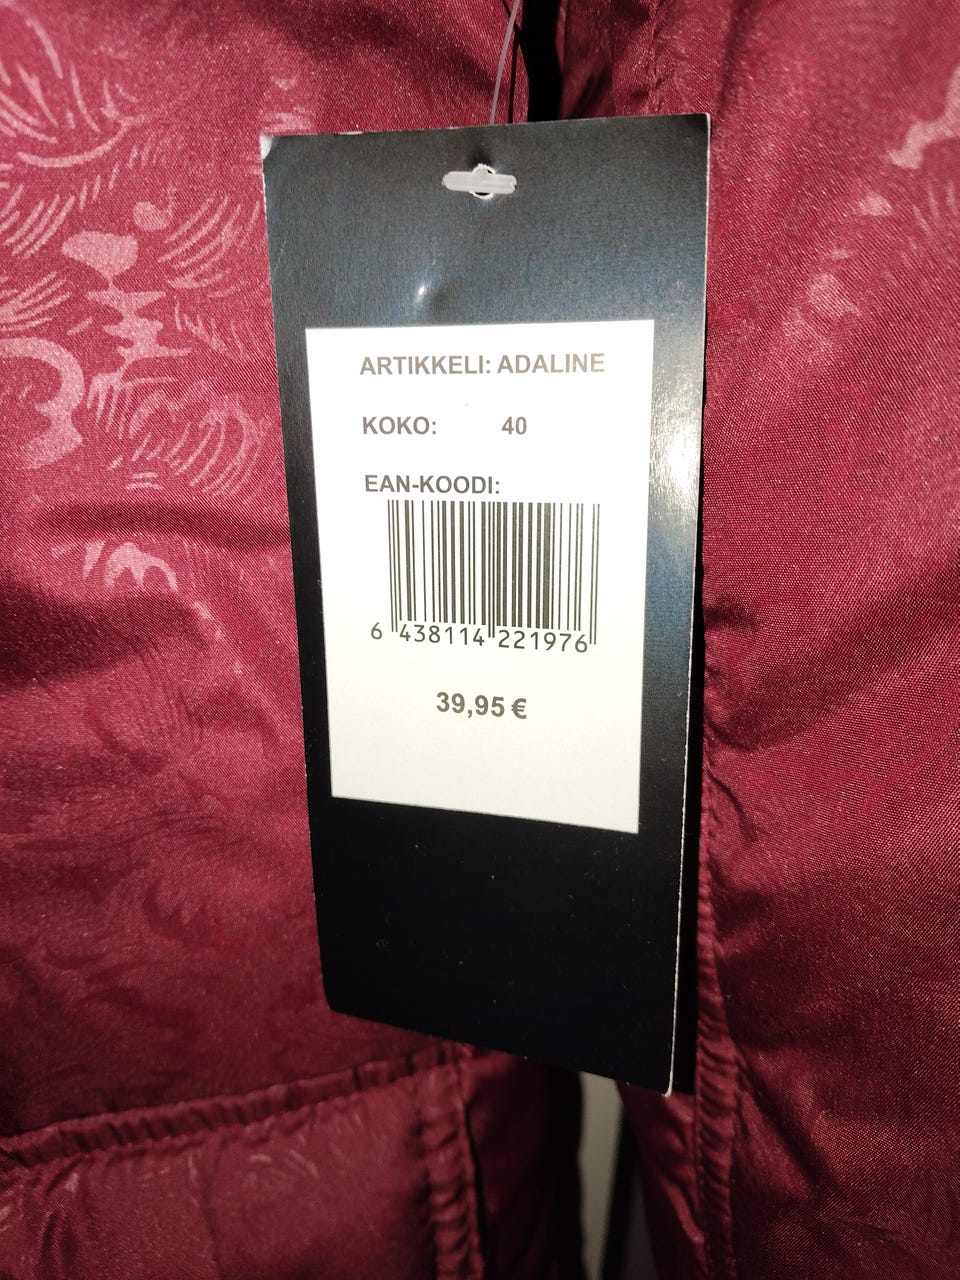 ARTIKKELI: ADALINE
KOKO: 40
EAN-KOODI:
6 438114 221976
39,95 €